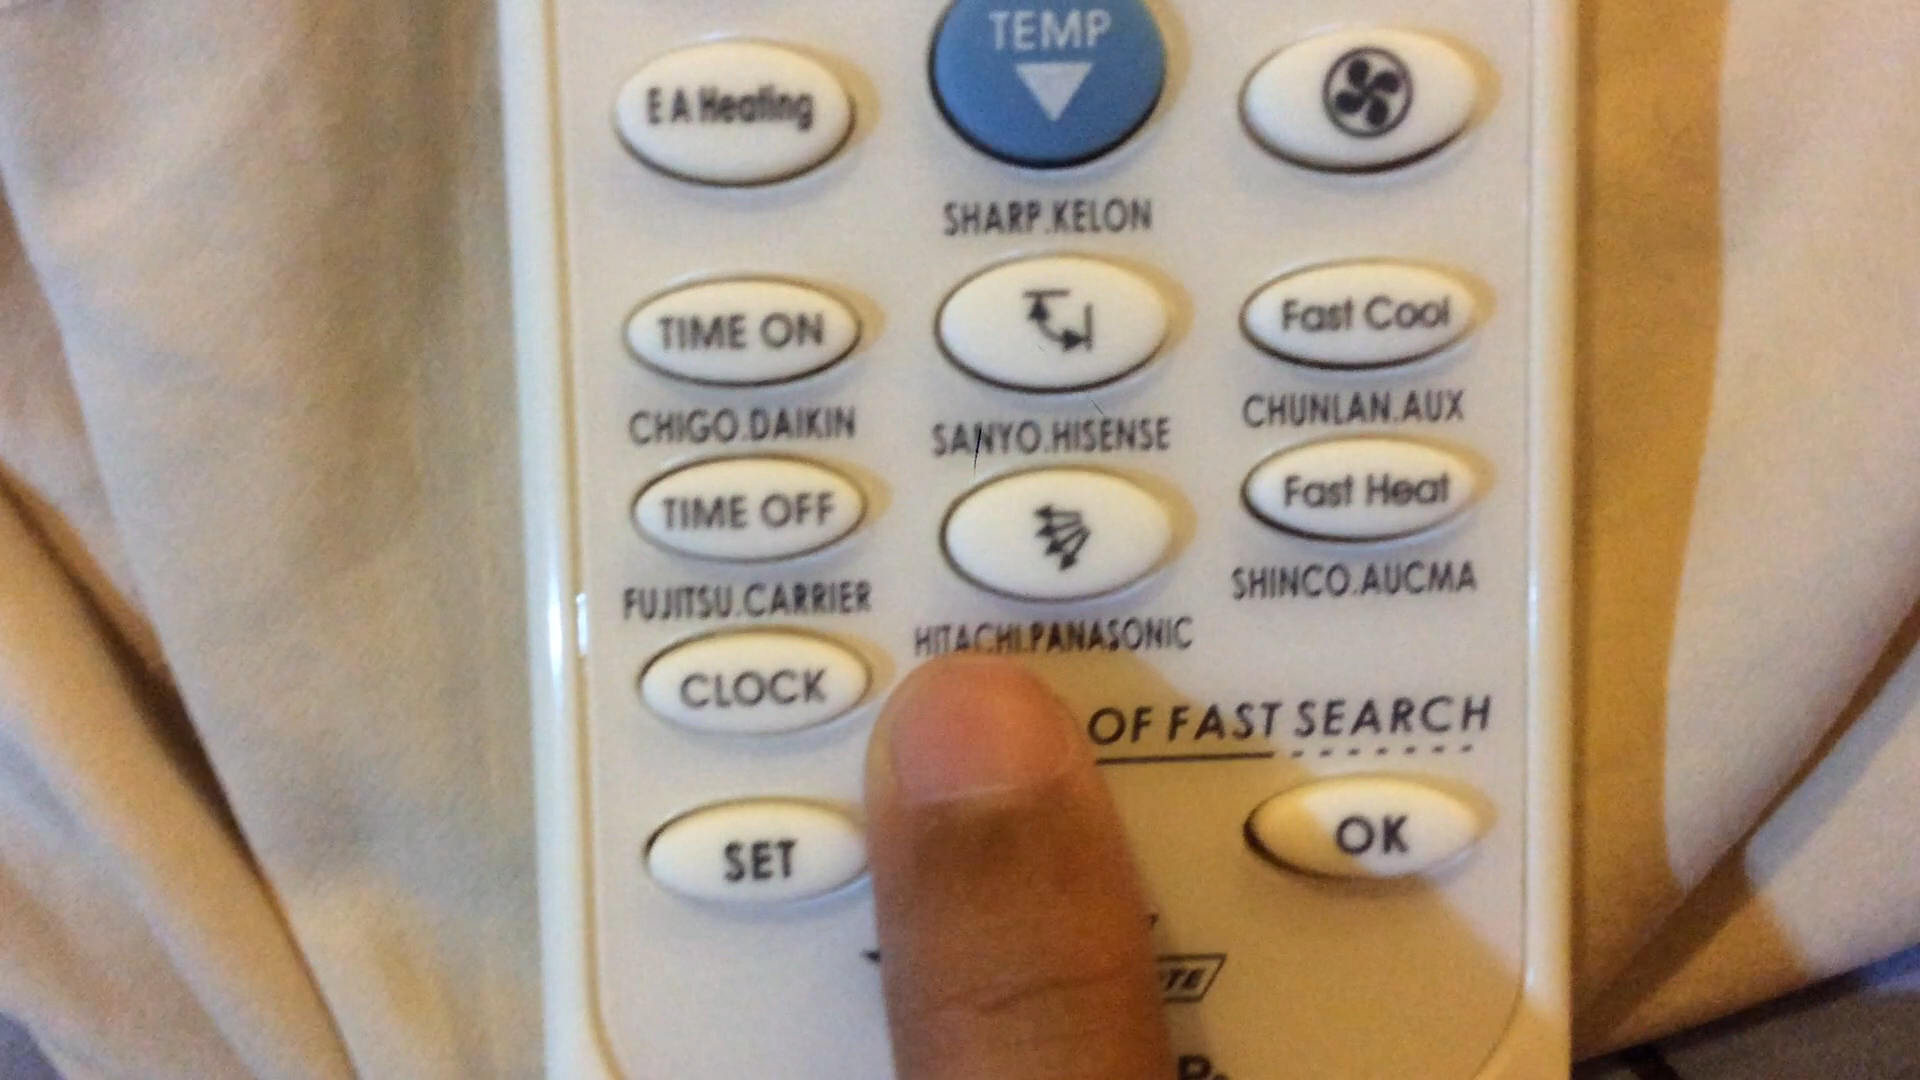 TEMP
E A Heating
SHARP.KELON
TIME ON
Fast Cool
CHIGO.DAIKIN
SANYO.HISENSE
CHUNLAN.AUX
TIME OFF
Fast Heat
FUJITSU.CARRIER
HITACHI.PANASONIC
SHINCO.AUCMA
CLOCK
OF FAST SEARCH
SET
OK